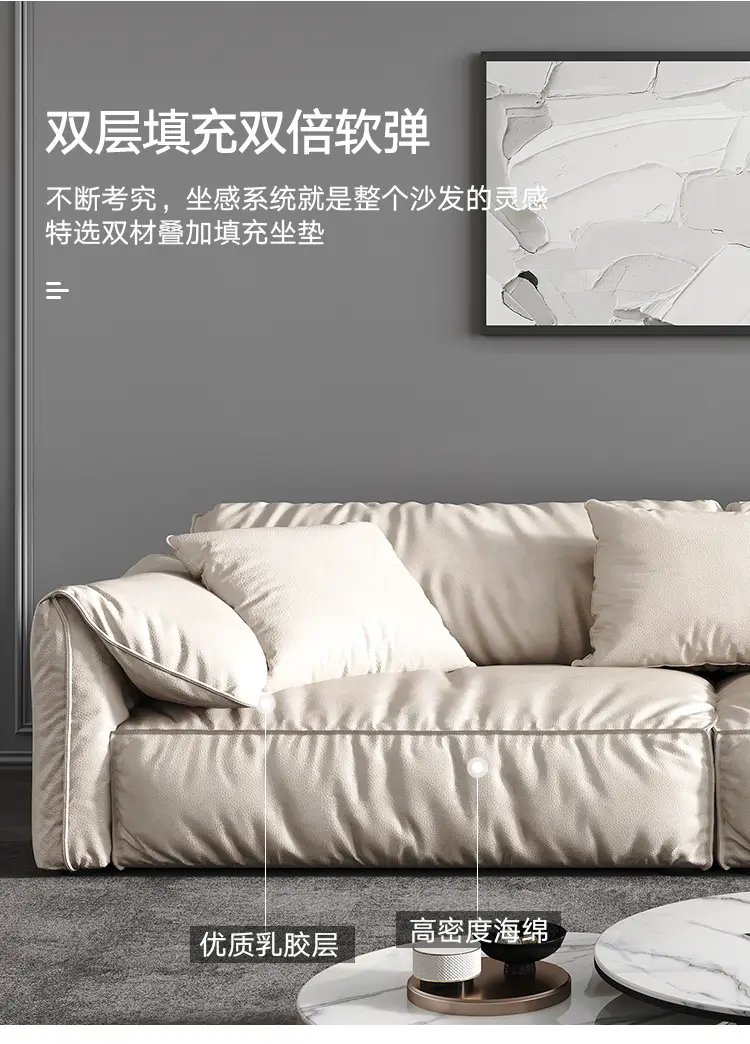 双层填充双倍软弹
不断考究，坐感系统就是整个沙发的灵感
特选双材叠加填充坐垫
优质乳胶层
高密度海绵